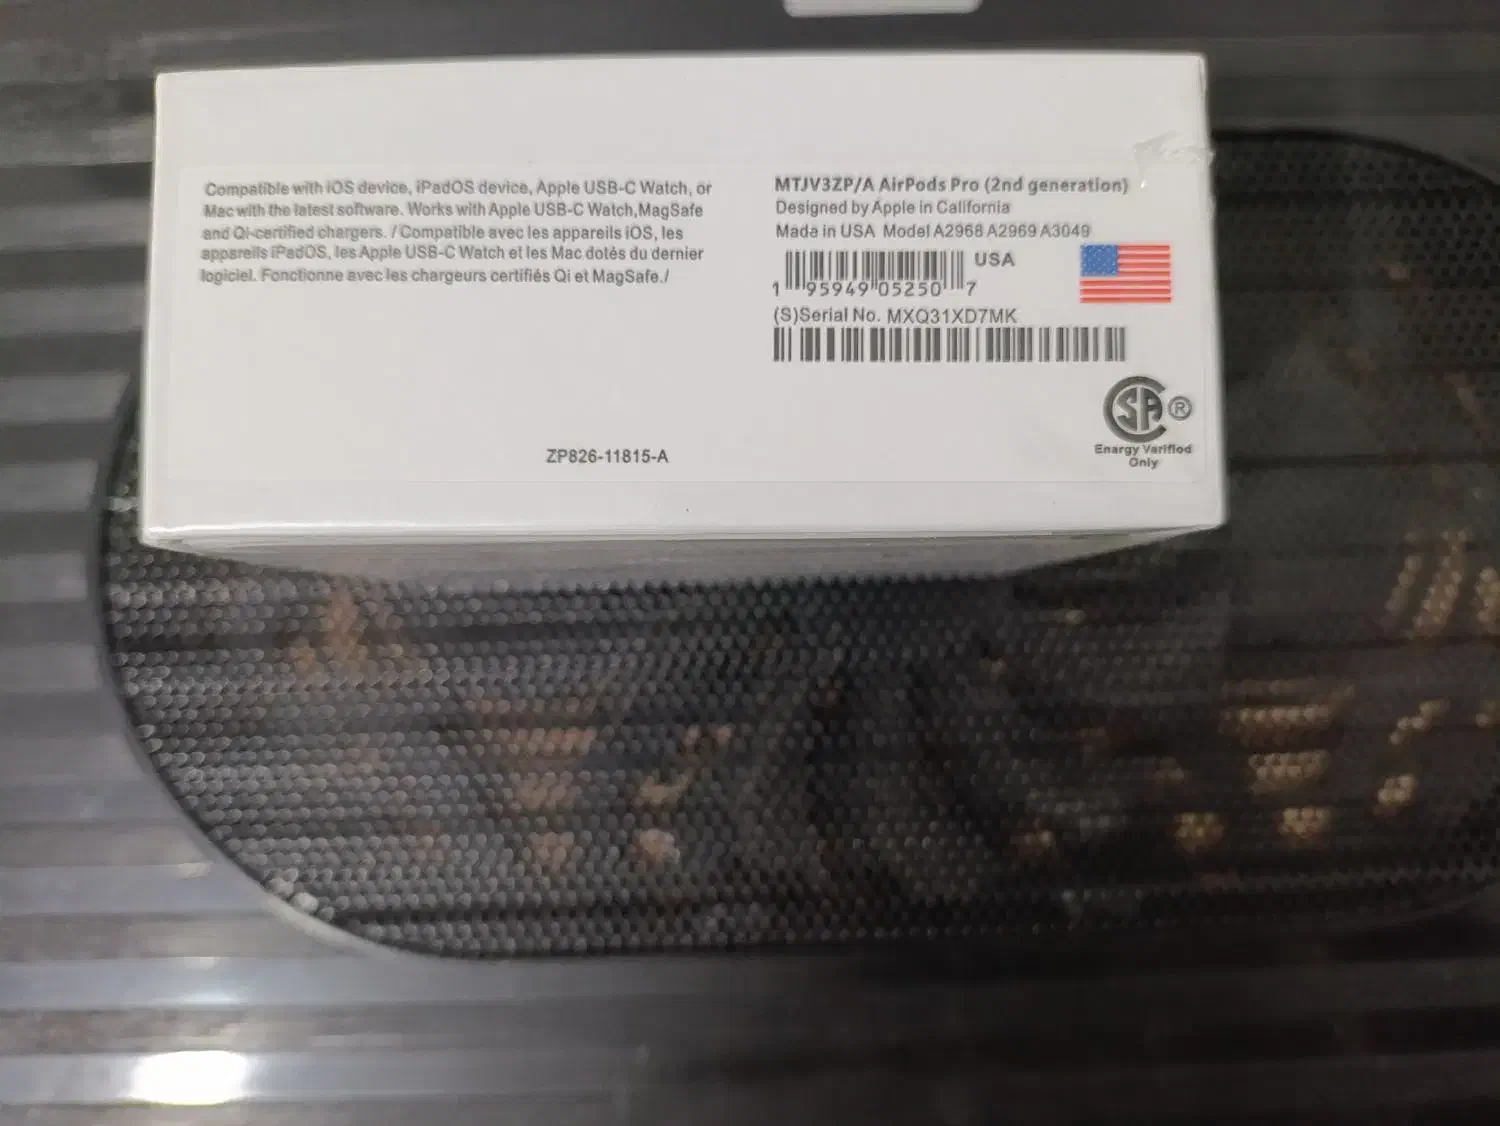 Compatible with iOS device, iPadOS device, Apple USB-C Watch, or
Mac with the latest software. Works with Apple USB-C Watch,MagSafe
and Qi-certified chargers. / Compatible avec les appareils iOS, les
appareils iPadOS, les Apple USB-C Watch et les Mac dotés du dernier
logiciel. Fonctionne avec les chargeurs certifiés Qi et MagSafe./
ZP826-11815-A
MTJV3ZP/A AirPods Pro (2nd generation)
Designed by Apple in California
Made in USA Model A2968 A2969 A3049
USA
1 95949 05250 7
(S)Serial No. MXQ31XD7MK
SA ®
Enargy Varifiod
Only